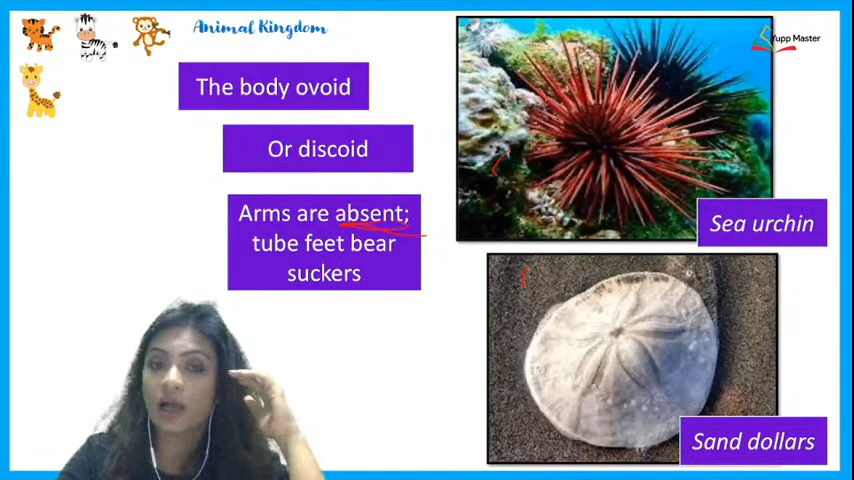 Animal Kingdom
Yupp Master
The body ovoid
Or discoid
Arms are absent;
tube feet bear
suckers
Sea urchin
Sand dollars